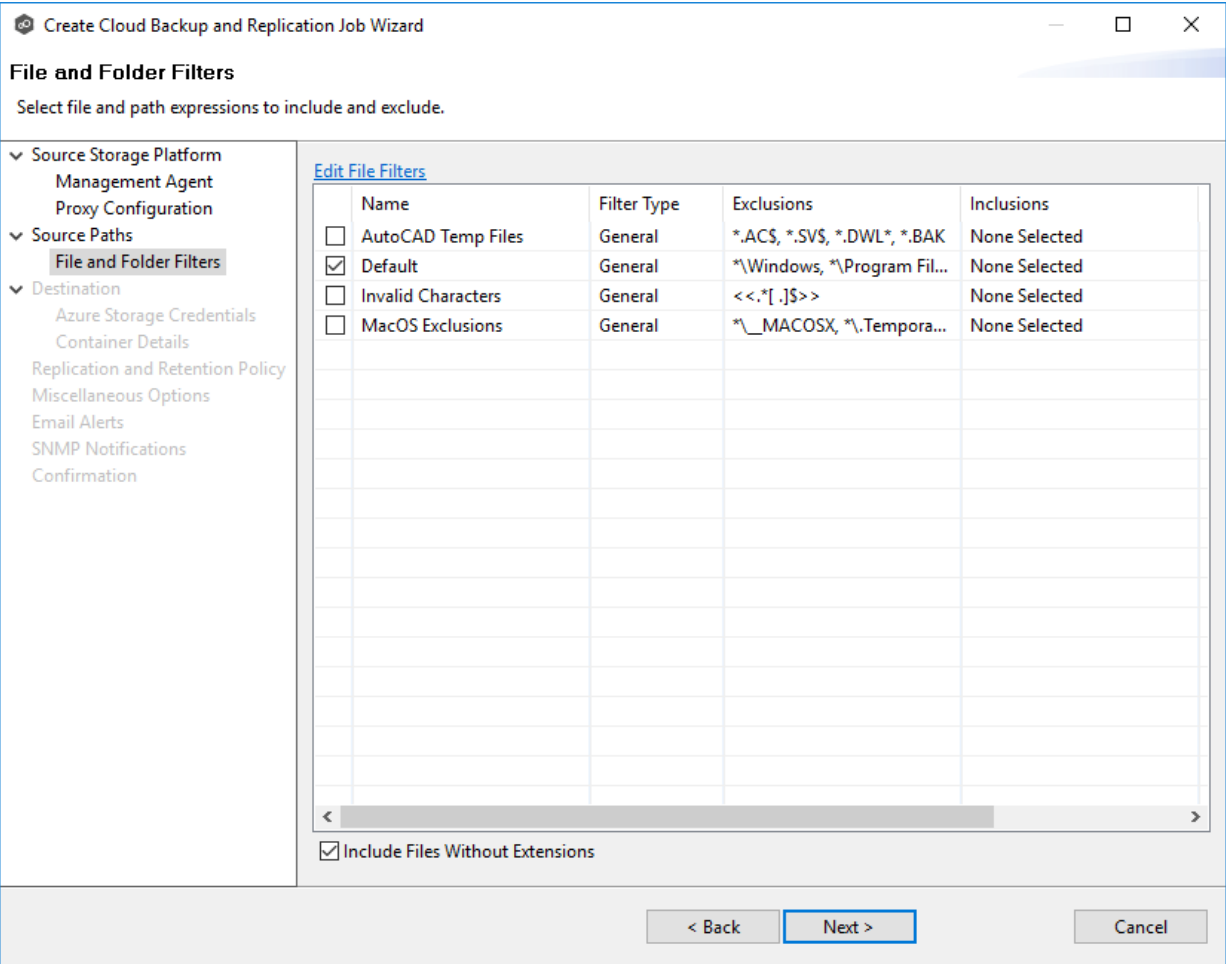 Create Cloud Backup and Replication Job Wizard
File and Folder Filters
Select file and path expressions to include and exclude.
Source Storage Platform
Management Agent
Proxy Configuration
Source Paths
File and Folder Filters
Destination
Azure Storage Credentials
Container Details
Replication and Retention Policy
Miscellaneous Options
Email Alerts
SNMP Notifications
Confirmation
Edit File Filters
Name Filter Type Exclusions Inclusions
AutoCAD Temp Files General *.AC$, *.SV$, *.DWL*, *.BAK None Selected
Default General *\Windows, *\Program Fil... None Selected
Invalid Characters General <<.*[ .]$>> None Selected
MacOS Exclusions General *\__MACOSX, *\.Tempora... None Selected
Include Files Without Extensions
< Back Next > Cancel